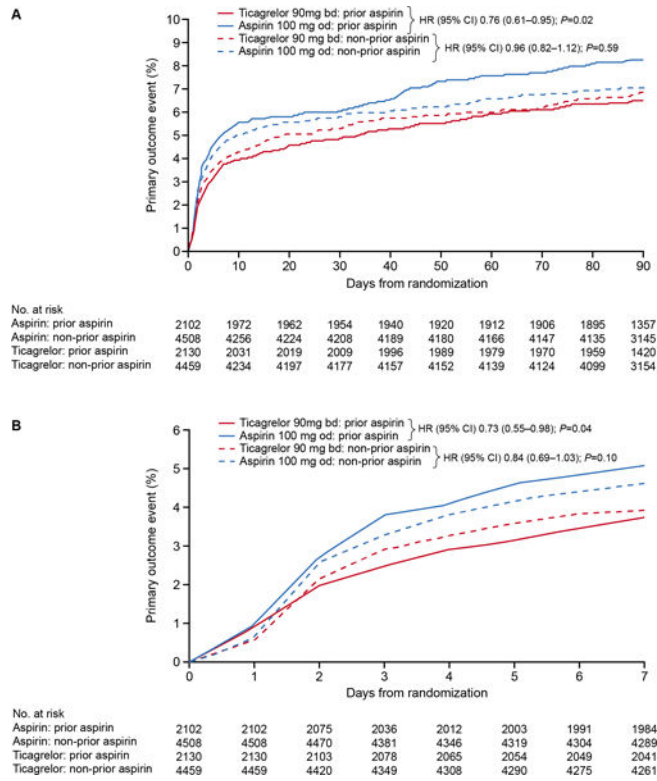 A
Ticagrelor 90mg bd: prior aspirin
Aspirin 100 mg od: prior aspirin
HR (95% CI) 0.76 (0.61–0.95); P=0.02
Ticagrelor 90 mg bd: non-prior aspirin
Aspirin 100 mg od: non-prior aspirin
HR (95% CI) 0.96 (0.82–1.12); P=0.59
Primary outcome event (%)
10
9
8
7
6
5
4
3
2
1
0
0 10 20 30 40 50 60 70 80 90
Days from randomization
No. at risk
Aspirin: prior aspirin 2102 1972 1962 1954 1940 1920 1912 1906 1895 1357
Aspirin: non-prior aspirin 4508 4256 4224 4208 4189 4180 4166 4147 4135 3145
Ticagrelor: prior aspirin 2130 2031 2019 2009 1996 1989 1979 1970 1959 1420
Ticagrelor: non-prior aspirin 4459 4234 4197 4177 4157 4152 4139 4124 4099 3154
B
Ticagrelor 90mg bd: prior aspirin
Aspirin 100 mg od: prior aspirin
HR (95% CI) 0.73 (0.55–0.98); P=0.04
Ticagrelor 90 mg bd: non-prior aspirin
Aspirin 100 mg od: non-prior aspirin
HR (95% CI) 0.84 (0.69–1.03); P=0.10
Primary outcome event (%)
6
5
4
3
2
1
0
0 1 2 3 4 5 6 7
Days from randomization
No. at risk
Aspirin: prior aspirin 2102 2102 2075 2036 2012 2003 1991 1984
Aspirin: non-prior aspirin 4508 4508 4470 4381 4346 4319 4304 4289
Ticagrelor: prior aspirin 2130 2130 2103 2078 2065 2054 2049 2041
Ticagrelor: non-prior aspirin 4459 4459 4420 4349 4308 4290 4275 4261